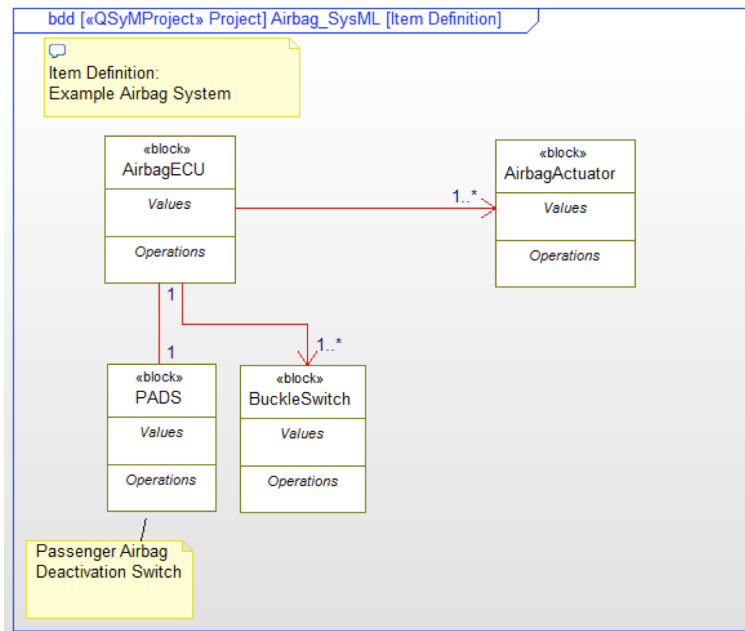 bdd [«QSyMProject» Project] Airbag_SysML [Item Definition]
Item Definition:
Example Airbag System
«block»
AirbagECU
Values
Operations
1..*
«block»
AirbagActuator
Values
Operations
1
1
1..*
«block»
PADS
Values
Operations
«block»
BuckleSwitch
Values
Operations
Passenger Airbag
Deactivation Switch